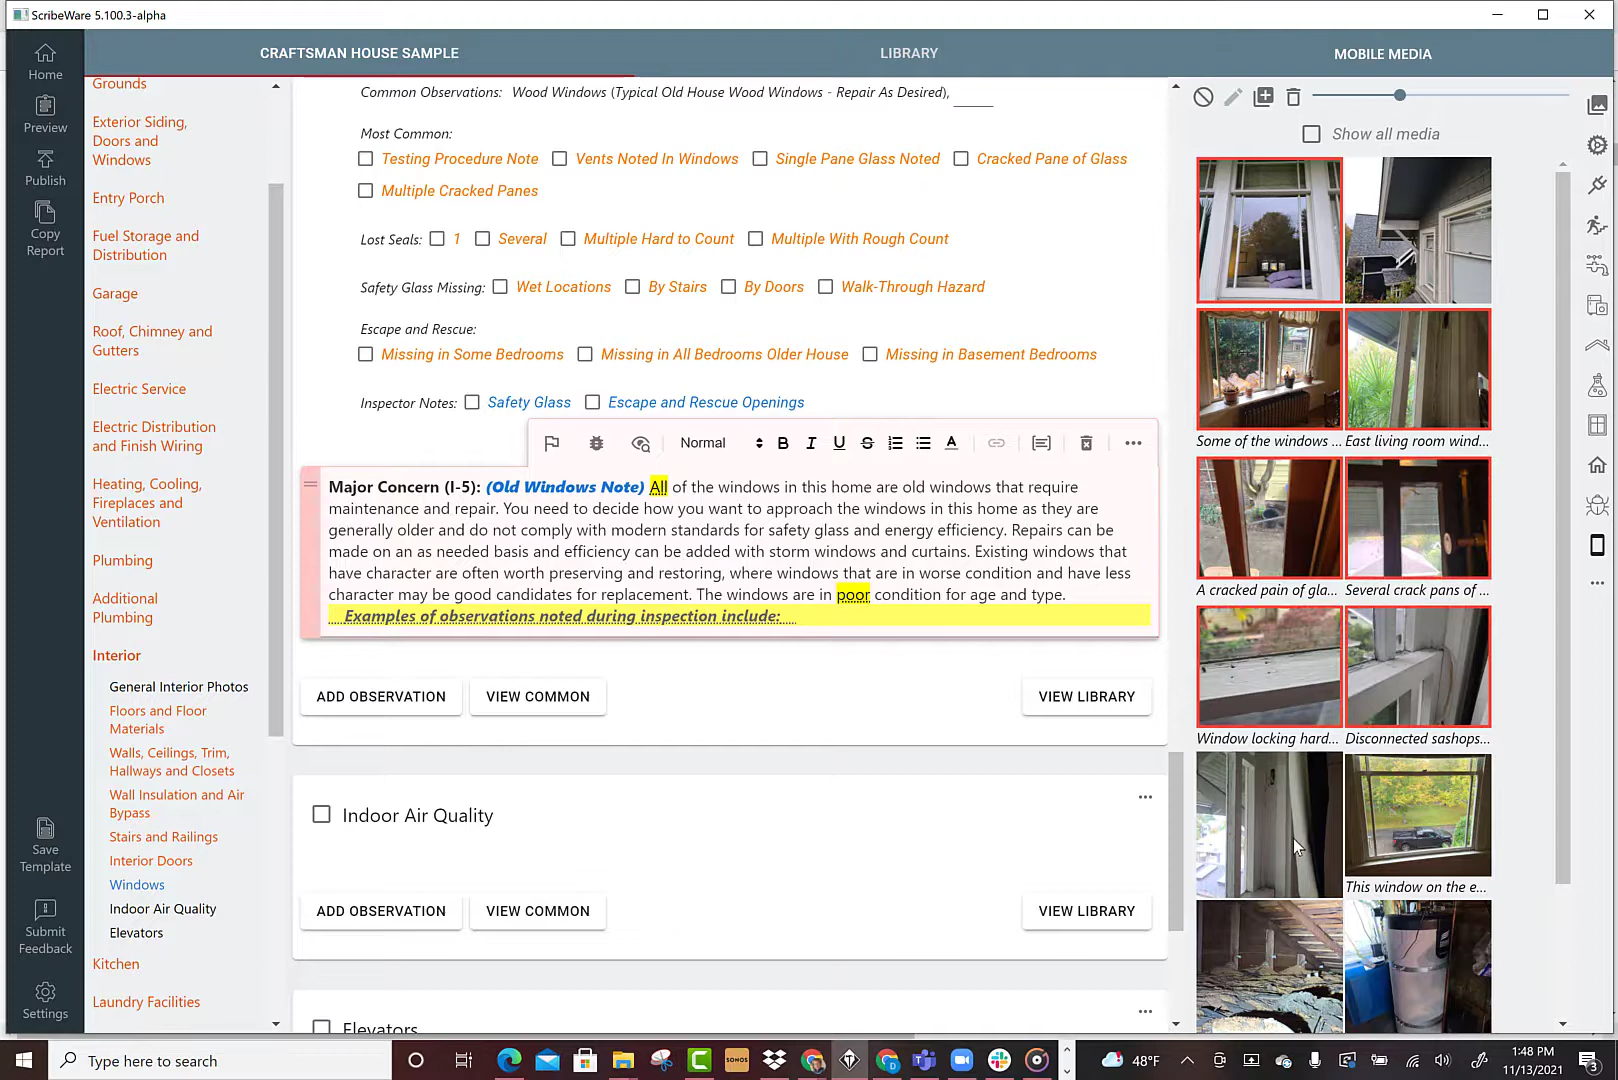 ScribeWare 5.100.3-alpha
CRAFTSMAN HOUSE SAMPLE
LIBRARY
MOBILE MEDIA
Home
Preview
Publish
Copy
Report
Save
Template
Submit
Feedback
Settings
Grounds
Exterior Siding,
Doors and
Windows
Entry Porch
Fuel Storage and
Distribution
Garage
Roof, Chimney and
Gutters
Electric Service
Electric Distribution
and Finish Wiring
Heating, Cooling,
Fireplaces and
Ventilation
Plumbing
Additional
Plumbing
Interior
General Interior Photos
Floors and Floor
Materials
Walls, Ceilings, Trim,
Hallways and Closets
Wall Insulation and Air
Bypass
Stairs and Railings
Interior Doors
Windows
Indoor Air Quality
Elevators
Kitchen
Laundry Facilities
Common Observations: Wood Windows (Typical Old House Wood Windows - Repair As Desired), _____
Most Common:
Testing Procedure Note Vents Noted In Windows Single Pane Glass Noted Cracked Pane of Glass
Multiple Cracked Panes
Lost Seals: 1 Several Multiple Hard to Count Multiple With Rough Count
Safety Glass Missing: Wet Locations By Stairs By Doors Walk-Through Hazard
Escape and Rescue:
Missing in Some Bedrooms Missing in All Bedrooms Older House Missing in Basement Bedrooms
Inspector Notes: Safety Glass Escape and Rescue Openings
Normal B I U S A
Major Concern (I-5): (Old Windows Note) All of the windows in this home are old windows that require
maintenance and repair. You need to decide how you want to approach the windows in this home as they are
generally older and do not comply with modern standards for safety glass and energy efficiency. Repairs can be
made on an as needed basis and efficiency can be added with storm windows and curtains. Existing windows that
have character are often worth preserving and restoring, where windows that are in worse condition and have less
character may be good candidates for replacement. The windows are in poor condition for age and type.
Examples of observations noted during inspection include:
ADD OBSERVATION VIEW COMMON VIEW LIBRARY
Indoor Air Quality
ADD OBSERVATION VIEW COMMON VIEW LIBRARY
Elevators
Show all media
Some of the windows ... East living room wind...
A cracked pain of gla... Several crack pans of ...
Window locking hard... Disconnected sashops...
This window on the e...
Type here to search
SONOS
48°F
1:48 PM
11/13/2021
3